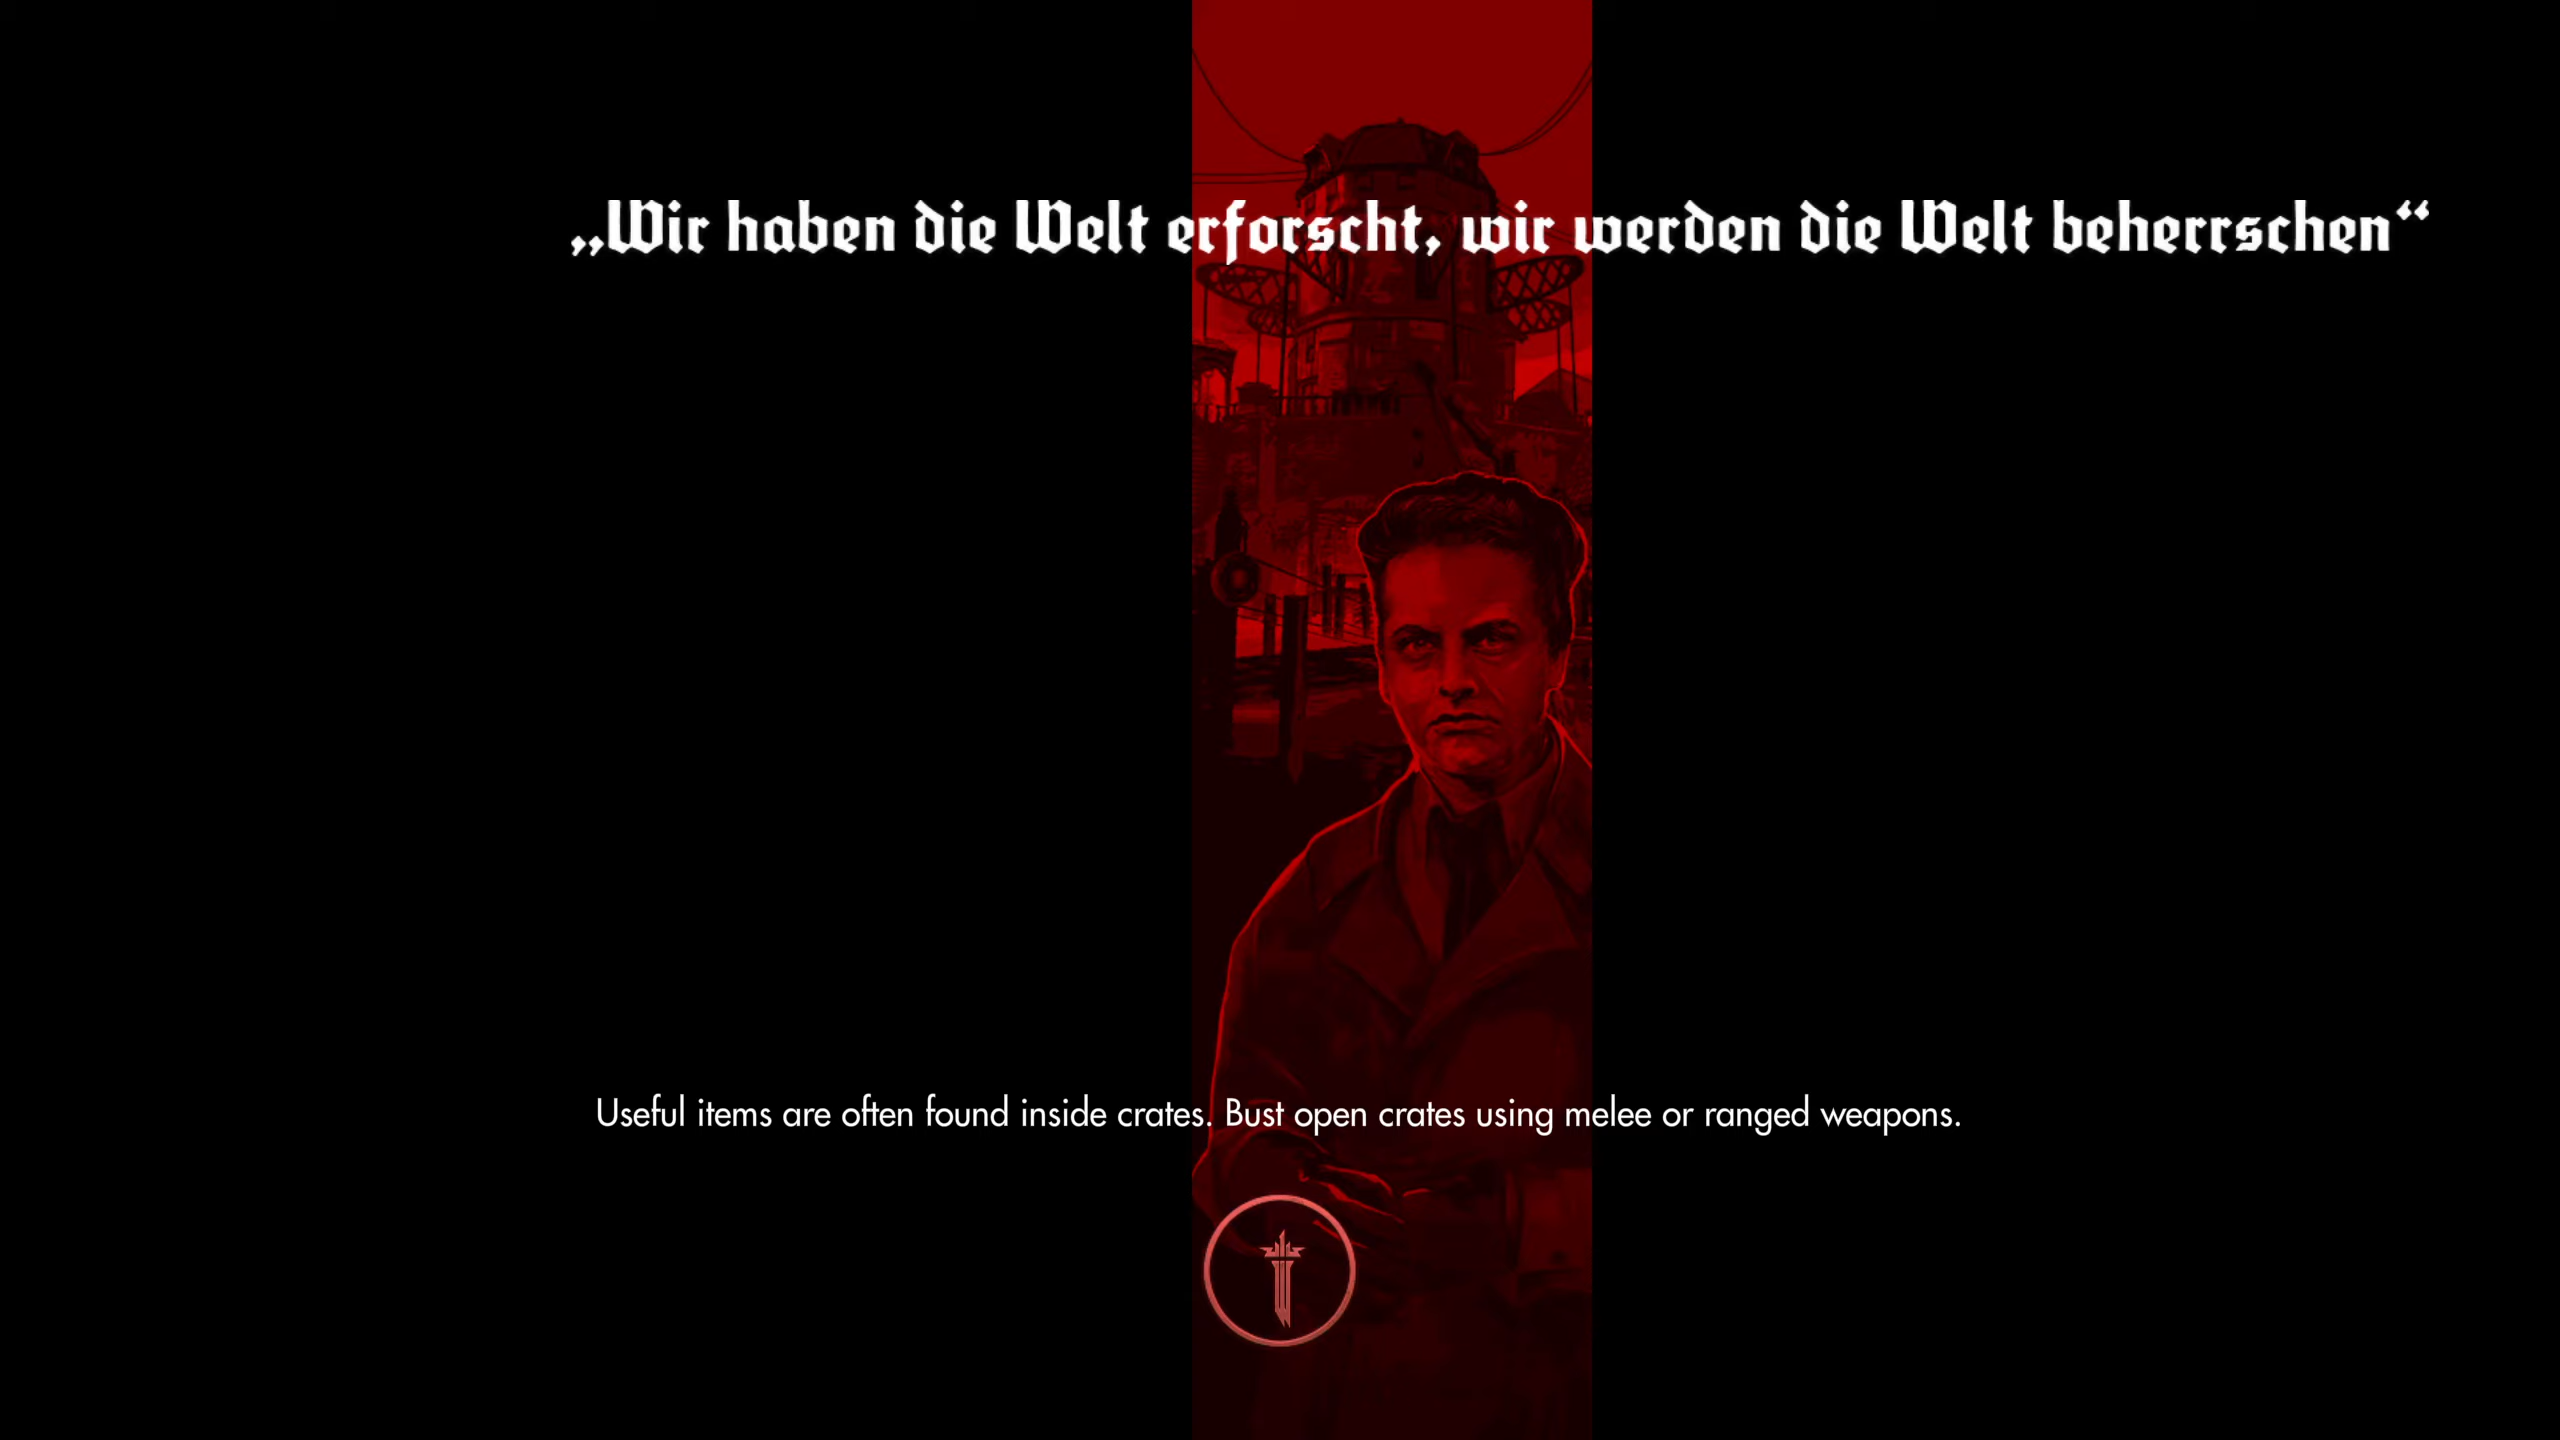 „Wir haben die Welt erforscht, wir werden die Welt beherrschen“
Useful items are often found inside crates. Bust open crates using melee or ranged weapons.